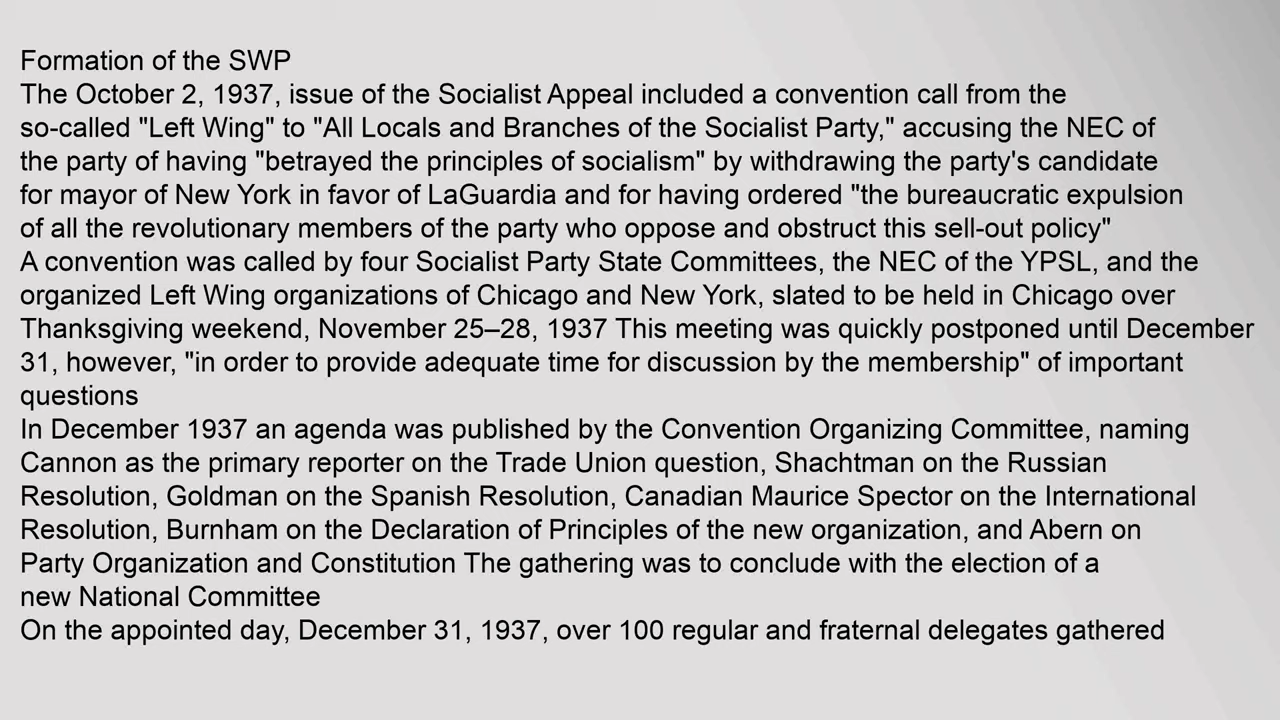 Formation of the SWP
The October 2, 1937, issue of the Socialist Appeal included a convention call from the
so-called "Left Wing" to "All Locals and Branches of the Socialist Party," accusing the NEC of
the party of having "betrayed the principles of socialism" by withdrawing the party's candidate
for mayor of New York in favor of LaGuardia and for having ordered "the bureaucratic expulsion
of all the revolutionary members of the party who oppose and obstruct this sell-out policy"
A convention was called by four Socialist Party State Committees, the NEC of the YPSL, and the
organized Left Wing organizations of Chicago and New York, slated to be held in Chicago over
Thanksgiving weekend, November 25–28, 1937 This meeting was quickly postponed until December
31, however, "in order to provide adequate time for discussion by the membership" of important
questions
In December 1937 an agenda was published by the Convention Organizing Committee, naming
Cannon as the primary reporter on the Trade Union question, Shachtman on the Russian
Resolution, Goldman on the Spanish Resolution, Canadian Maurice Spector on the International
Resolution, Burnham on the Declaration of Principles of the new organization, and Abern on
Party Organization and Constitution The gathering was to conclude with the election of a
new National Committee
On the appointed day, December 31, 1937, over 100 regular and fraternal delegates gathered